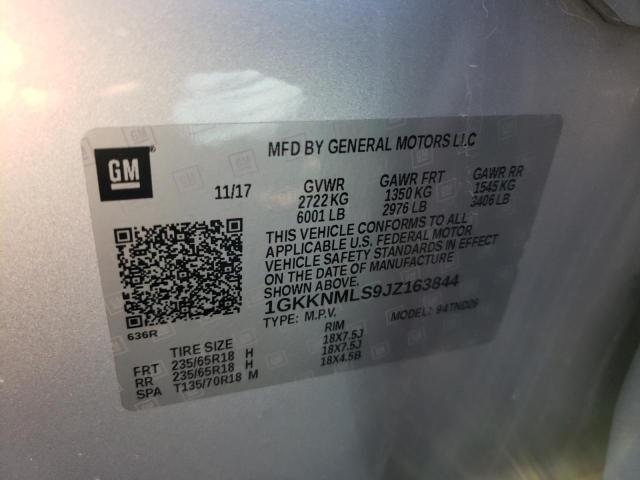 MFD BY GENERAL MOTORS LLC
GM
11/17 GVWR GAWR FRT GAWR RR
2722 KG 1350 KG 1545 KG
6001 LB 2976 LB 3406 LB
THIS VEHICLE CONFORMS TO ALL
APPLICABLE U.S. FEDERAL MOTOR
VEHICLE SAFETY STANDARDS IN EFFECT
ON THE DATE OF MANUFACTURE
SHOWN ABOVE.
1GKKNMLS9JZ163844
TYPE: M.P.V. MODEL: 94TND26
636R
TIRE SIZE RIM
FRT 235/65R18 H 18X7.5J
RR 235/65R18 H 18X7.5J
SPA T135/70R18 M 18X4.5B